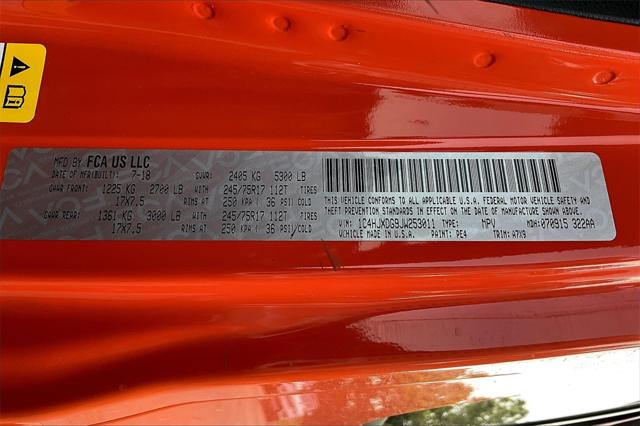 MFD BY FCA US LLC
DATE OF MFR(BUILT): 7-18 GVWR: 2405 KG 5300 LB
GAWR FRONT: 1225 KG 2700 LB WITH 245/75R17 112T TIRES
17X7.5 RIMS AT 250 KPA / 36 PSI/COLD
GAWR REAR: 1361 KG 3000 LB WITH 245/75R17 112T TIRES
17X7.5 RIMS AT 250 KPA / 36 PSI/COLD
THIS VEHICLE CONFORMS TO ALL APPLICABLE U.S.A. FEDERAL MOTOR VEHICLE SAFETY AND
THEFT PREVENTION STANDARDS IN EFFECT ON THE DATE OF MANUFACTURE SHOWN ABOVE.
VIN: 1C4HJXDG9JW253011 TYPE: MPV MDH: 070915 322AA
VEHICLE MADE IN U.S.A. PAINT: PE4 TRIM: A7X9